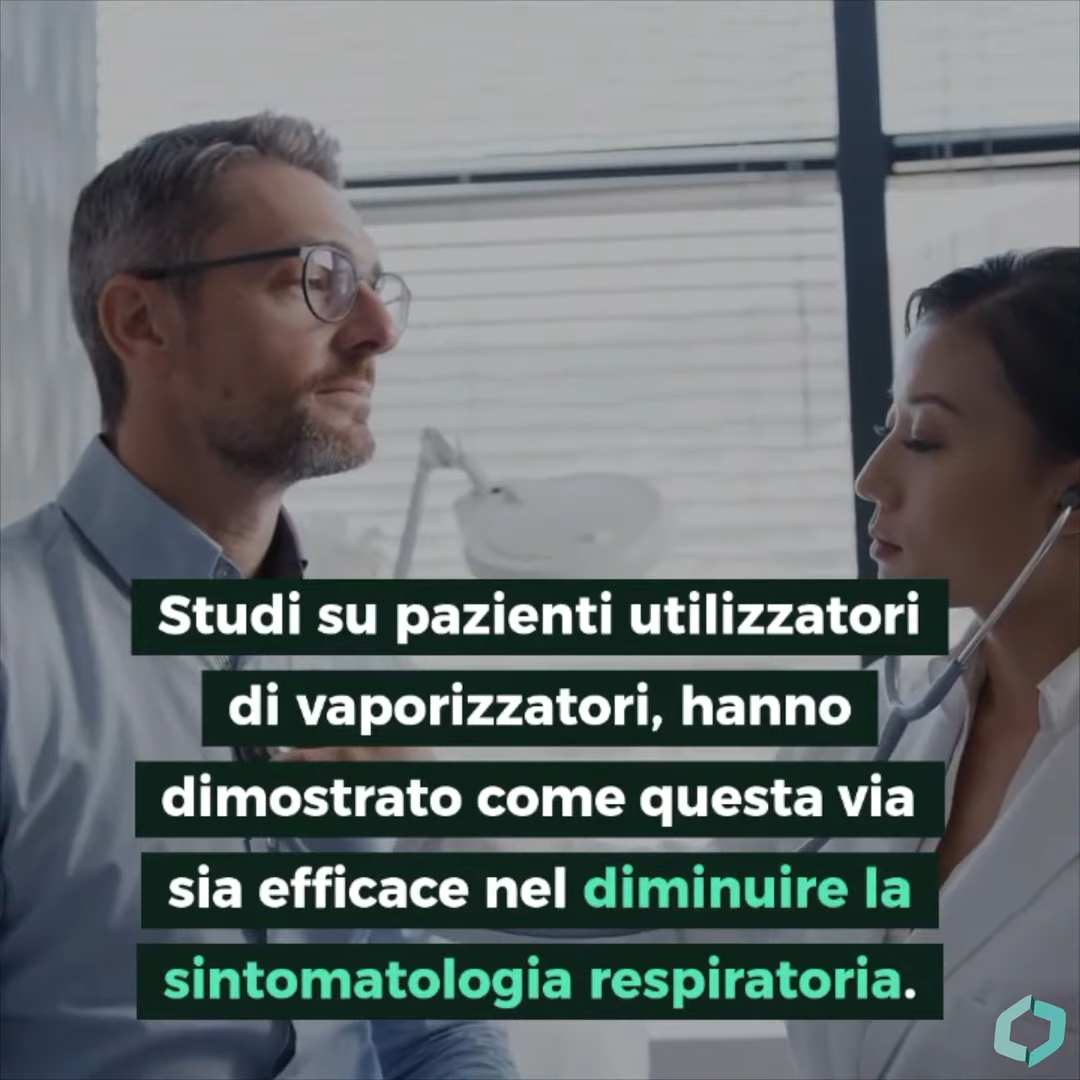 Studi su pazienti utilizzatori
di vaporizzatori, hanno
dimostrato come questa via
sia efficace nel diminuire la
sintomatologia respiratoria.